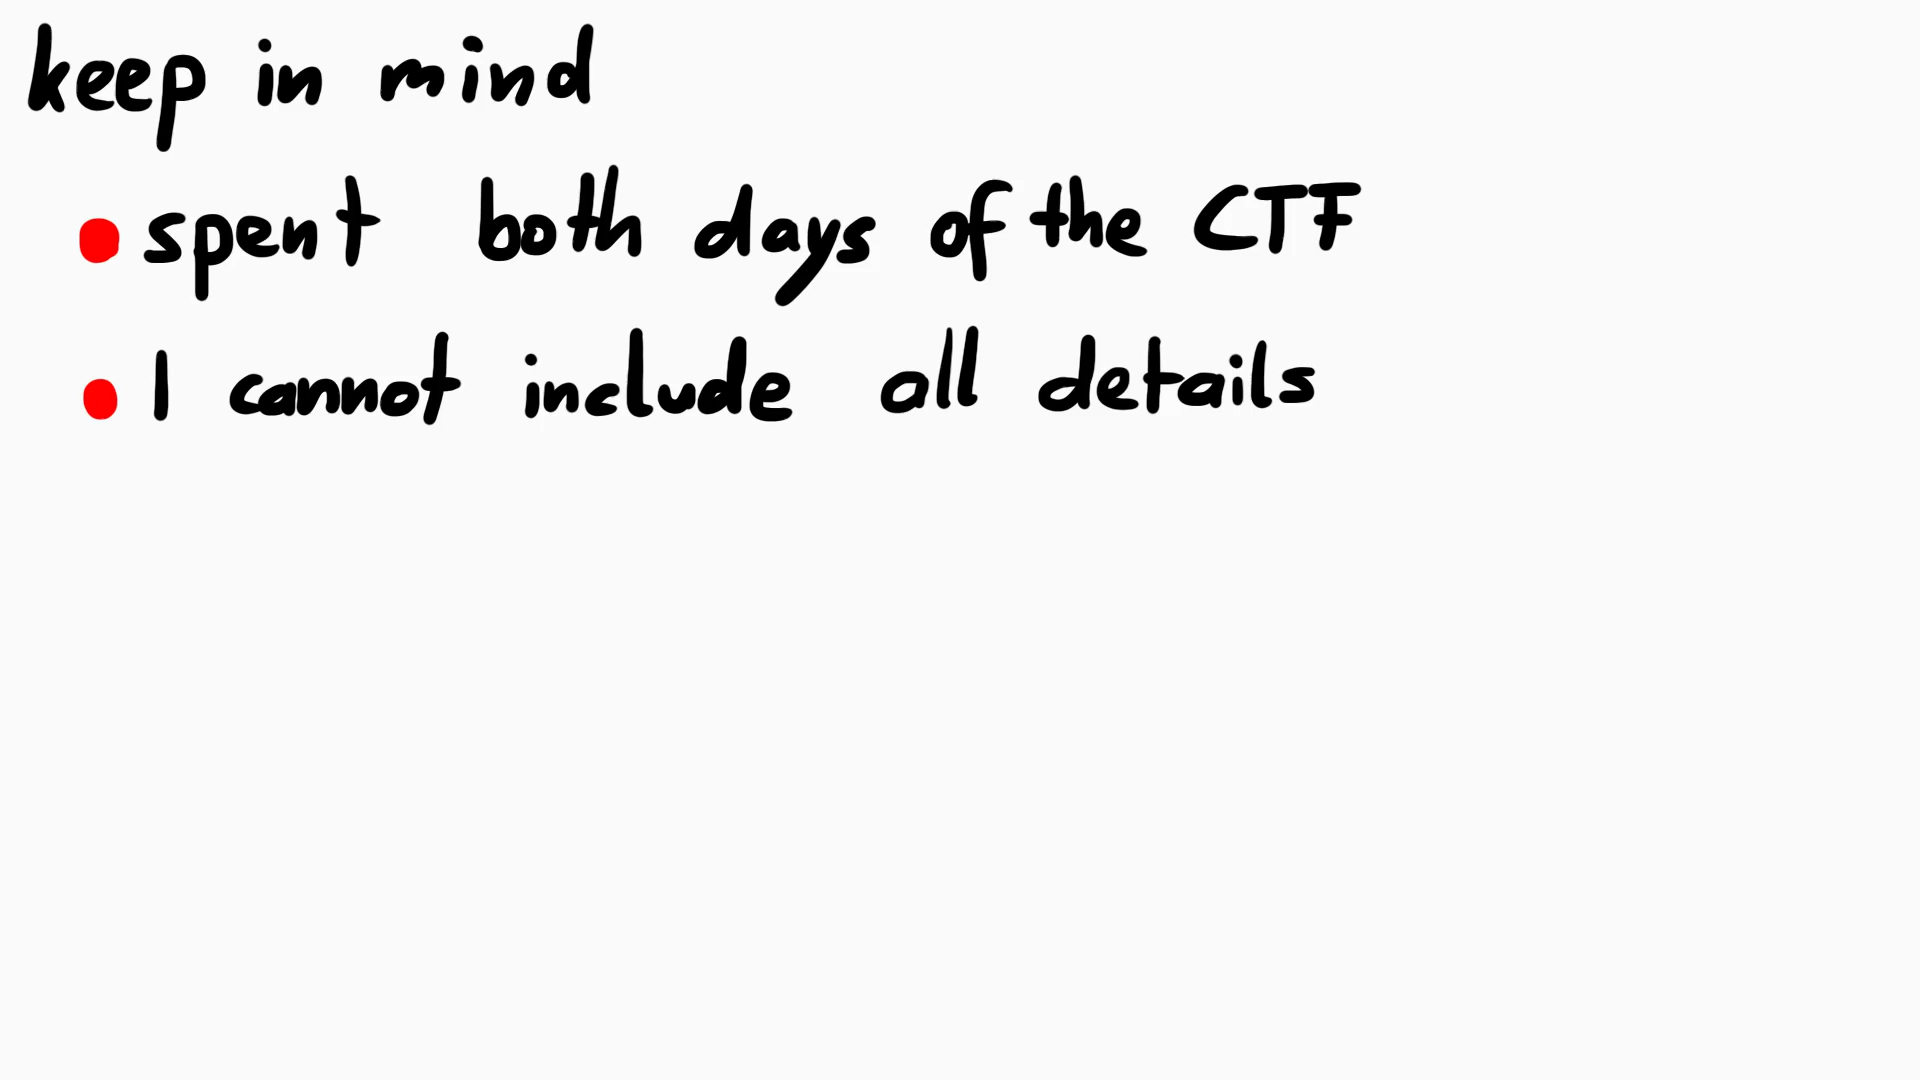 keep in mind
spent both days of the CTF
I cannot include all details